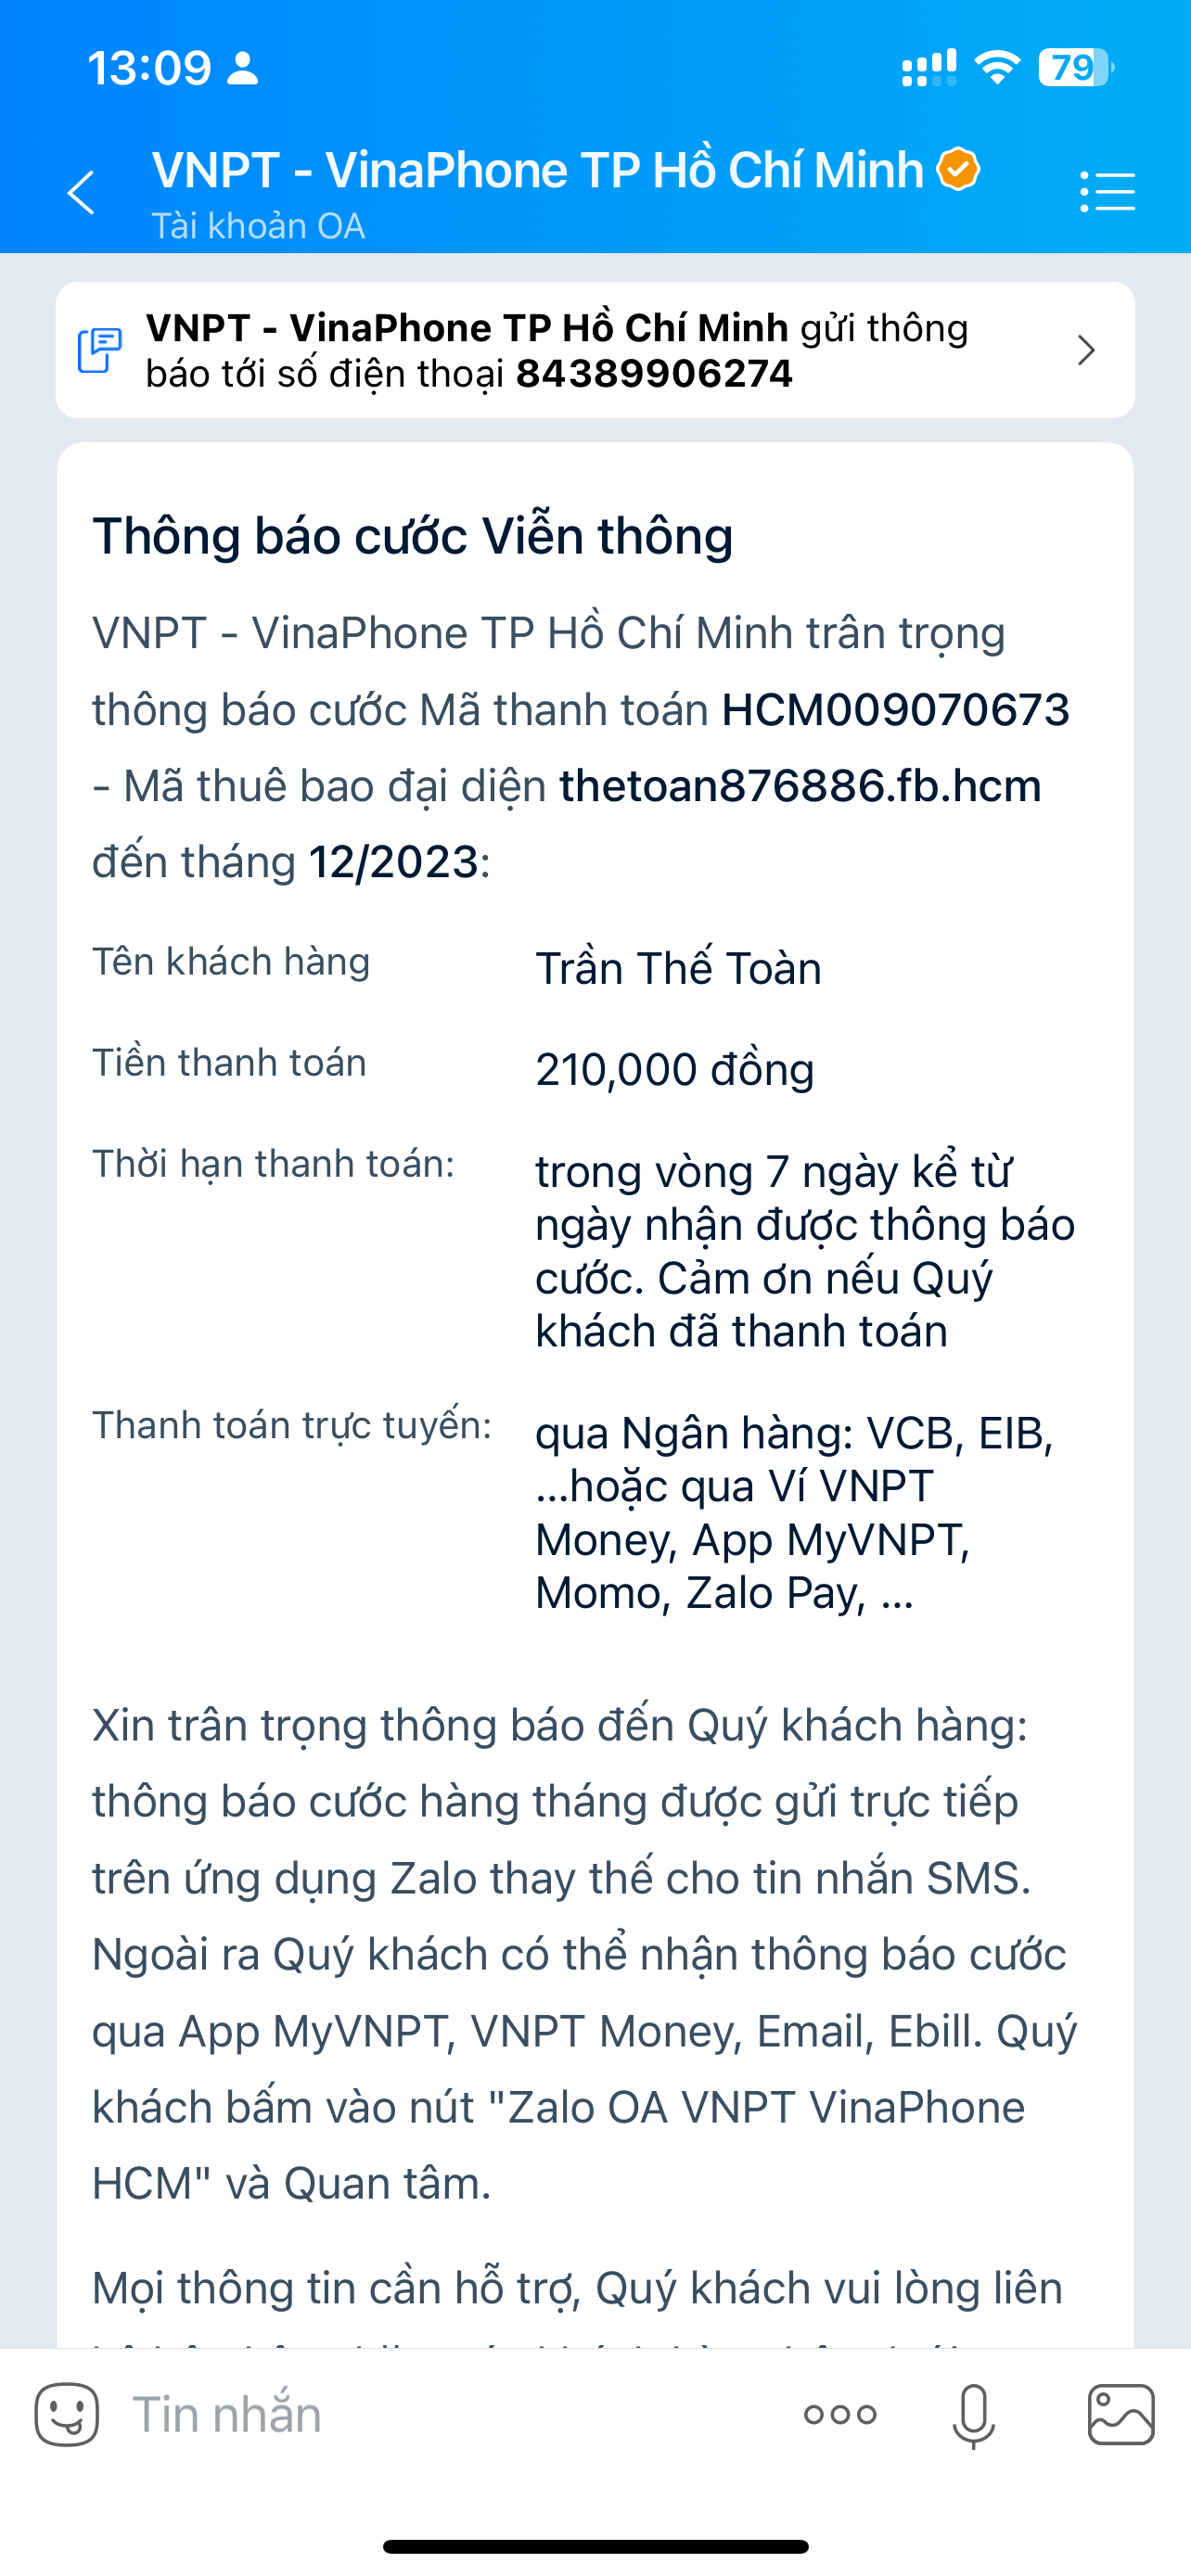 13:09
79
VNPT - VinaPhone TP Hồ Chí Minh
Tài khoản OA
VNPT - VinaPhone TP Hồ Chí Minh gửi thông
báo tới số điện thoại 84389906274
Thông báo cước Viễn thông
VNPT - VinaPhone TP Hồ Chí Minh trân trọng
thông báo cước Mã thanh toán HCM009070673
- Mã thuê bao đại diện thetoan876886.fb.hcm
đến tháng 12/2023:
Tên khách hàng
Trần Thế Toàn
Tiền thanh toán
210,000 đồng
Thời hạn thanh toán:
trong vòng 7 ngày kể từ
ngày nhận được thông báo
cước. Cảm ơn nếu Quý
khách đã thanh toán
Thanh toán trực tuyến:
qua Ngân hàng: VCB, EIB,
...hoặc qua Ví VNPT
Money, App MyVNPT,
Momo, Zalo Pay, ...
Xin trân trọng thông báo đến Quý khách hàng:
thông báo cước hàng tháng được gửi trực tiếp
trên ứng dụng Zalo thay thế cho tin nhắn SMS.
Ngoài ra Quý khách có thể nhận thông báo cước
qua App MyVNPT, VNPT Money, Email, Ebill. Quý
khách bấm vào nút "Zalo OA VNPT VinaPhone
HCM" và Quan tâm.
Mọi thông tin cần hỗ trợ, Quý khách vui lòng liên
Tin nhắn